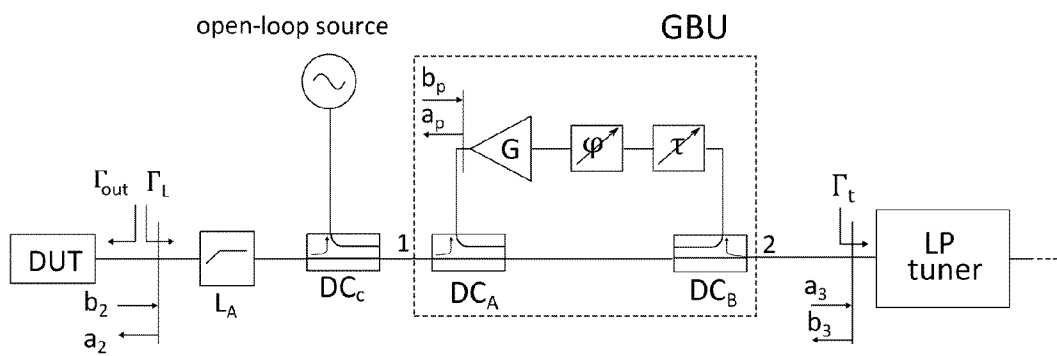 open-loop source
GBU
b_p
a_p
G
φ
τ
Γ_out
Γ_L
Γ_t
1
2
DUT
L_A
DC_c
DC_A
DC_B
LP
tuner
b_2
a_2
a_3
b_3